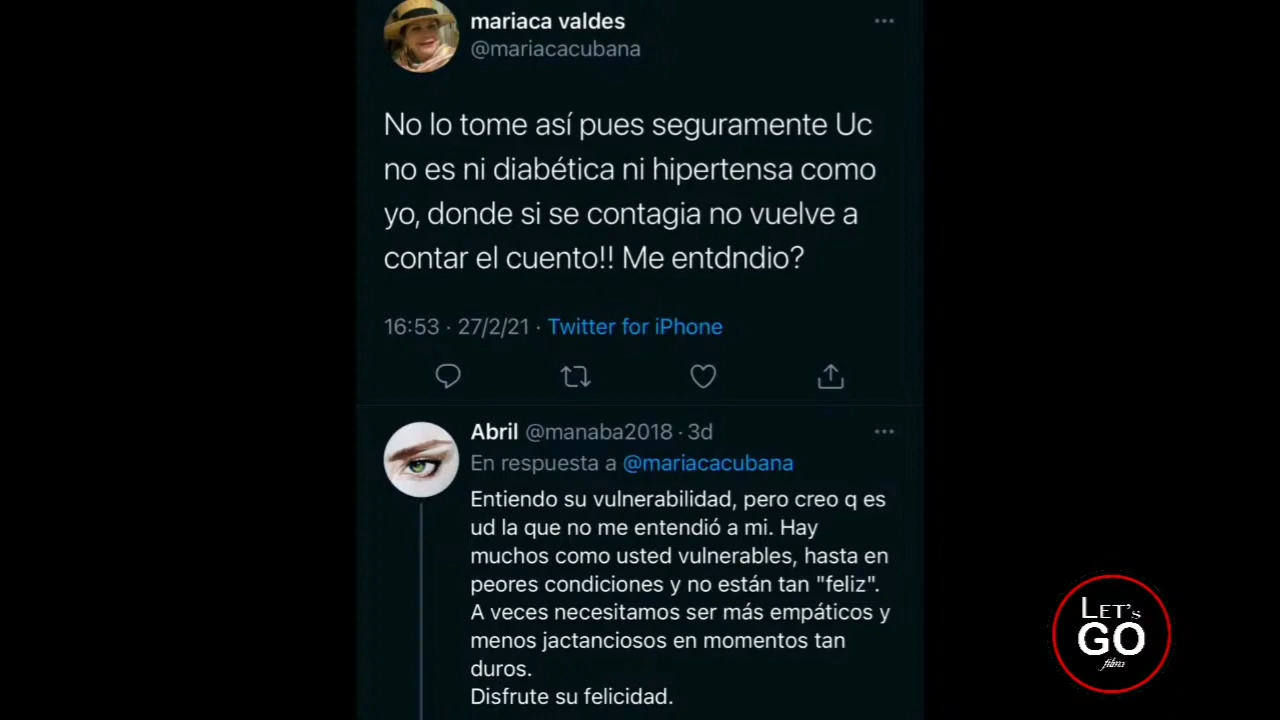 mariaca valdes
@mariacacubana
No lo tome así pues seguramente Uc
no es ni diabética ni hipertensa como
yo, donde si se contagia no vuelve a
contar el cuento!! Me entdndio?
16:53 · 27/2/21 · Twitter for iPhone
Abril @manaba2018 · 3d
En respuesta a @mariacacubana
Entiendo su vulnerabilidad, pero creo q es
ud la que no me entendió a mi. Hay
muchos como usted vulnerables, hasta en
peores condiciones y no están tan "feliz".
A veces necesitamos ser más empáticos y
menos jactanciosos en momentos tan
duros.
Disfrute su felicidad.
LET's
GO
film